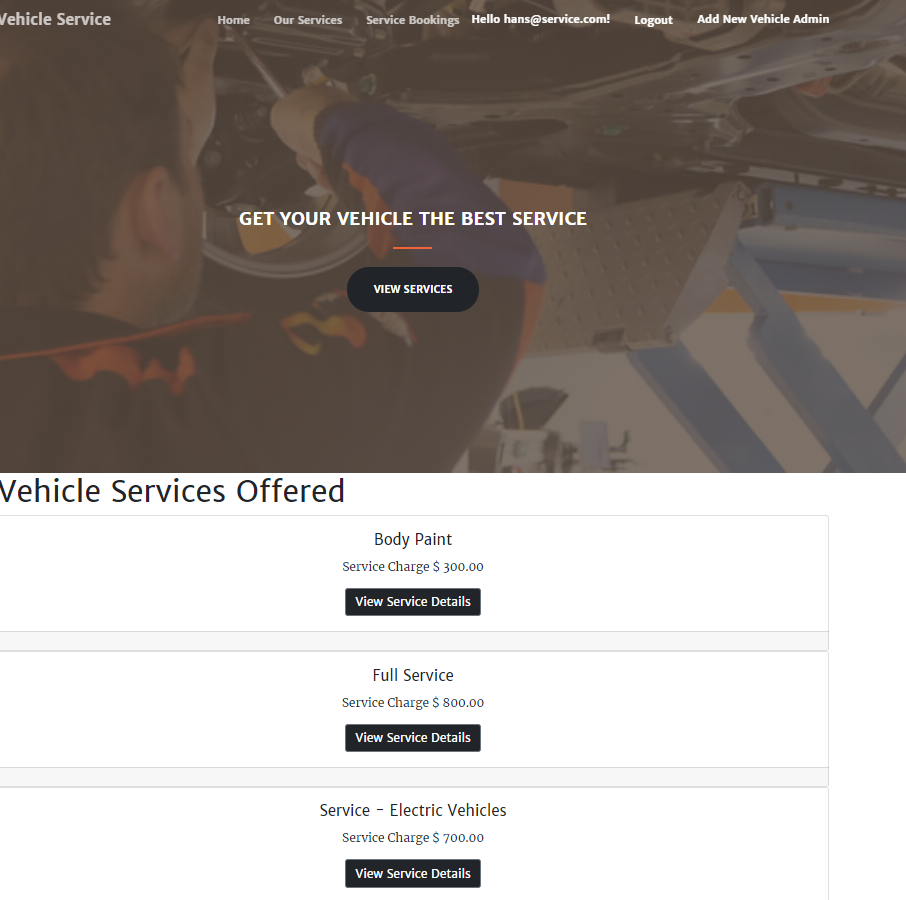 Vehicle Service Home Our Services Service Bookings Hello hans@service.com! Logout Add New Vehicle Admin
GET YOUR VEHICLE THE BEST SERVICE
VIEW SERVICES
Vehicle Services Offered
Body Paint
Service Charge $ 300.00
View Service Details
Full Service
Service Charge $ 800.00
View Service Details
Service - Electric Vehicles
Service Charge $ 700.00
View Service Details